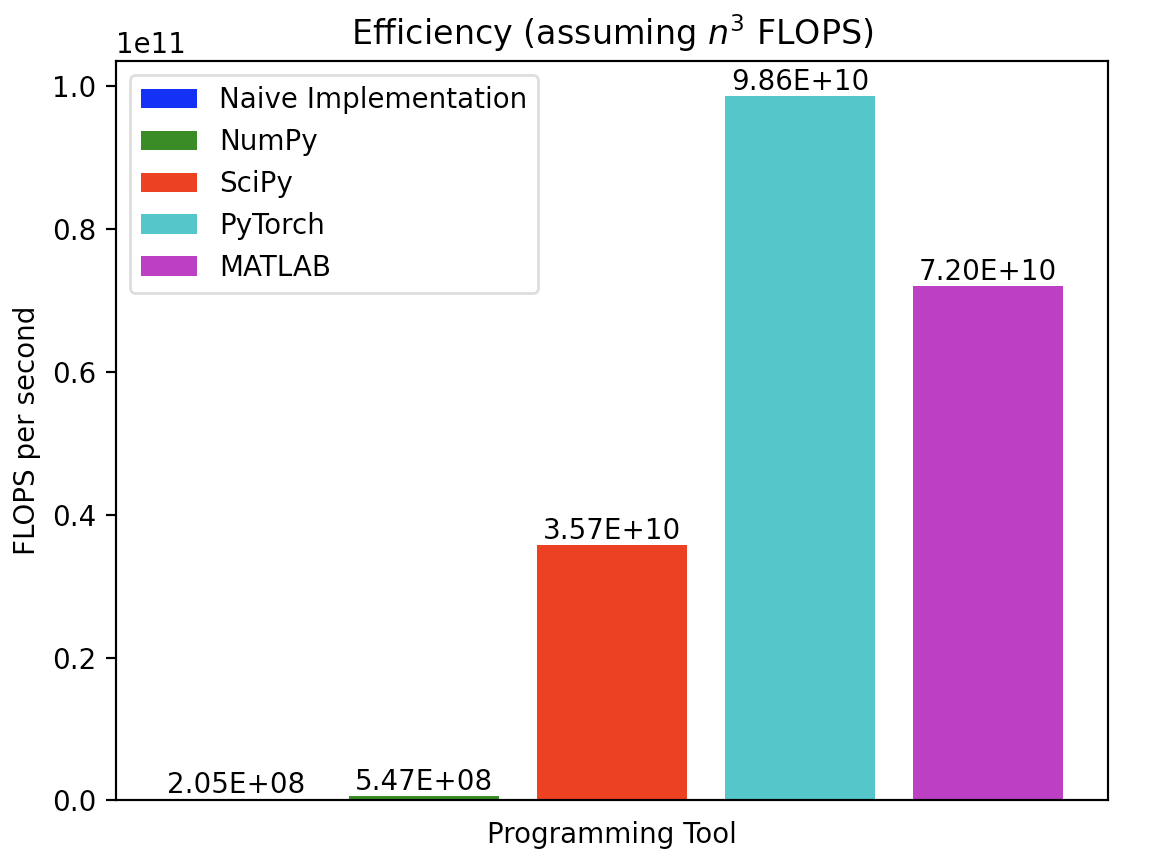 Efficiency (assuming n³ FLOPS)
1e11
1.0
0.8
0.6
0.4
0.2
0.0
FLOPS per second
Naive Implementation
NumPy
SciPy
PyTorch
MATLAB
2.05E+08
5.47E+08
3.57E+10
9.86E+10
7.20E+10
Programming Tool